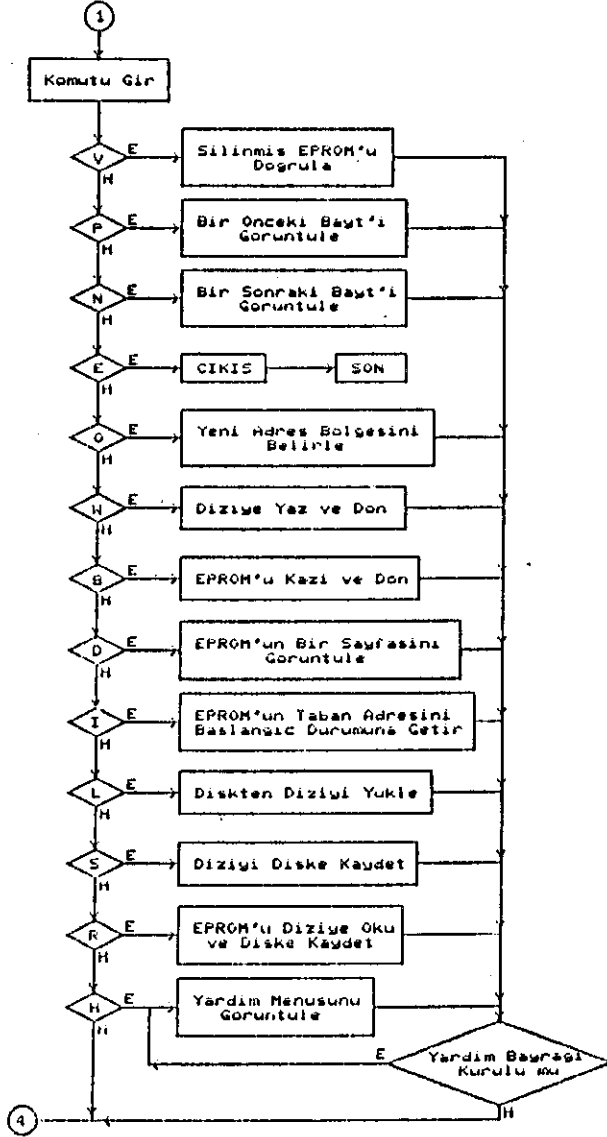 1
Komutu Gir
V E Silinmis EPROM'u
Dogrula
H
P E Bir Onceki Bayt'i
Goruntule
H
N E Bir Sonraki Bayt'i
Goruntule
H
E E CIKIS SON
H
O E Yeni Adres Bolgesini
Belirle
H
W E Diziye Yaz ve Don
H
B E EPROM'u Kazi ve Don
H
D E EPROM'un Bir Sayfasini
Goruntule
H
I E EPROM'un Taban Adresini
Baslangic Durumuna Getir
H
L E Diskten Diziyi Yukle
H
S E Diziyi Diske Kaydet
H
R E EPROM'u Diziye Oku
ve Diske Kaydet
H
H E Yardim Menusunu
Goruntule
H
E Yardim Bayragi
Kurulu mu
H
4